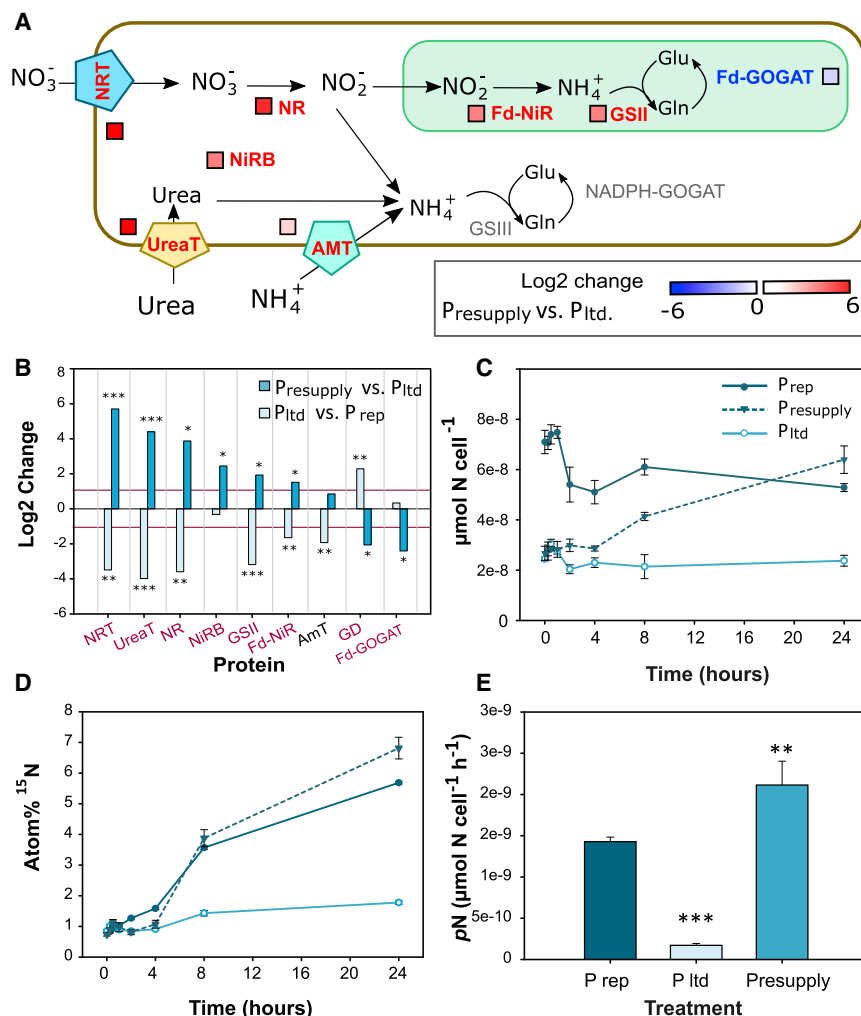 A
NO3- NRT NO3- NO2- NO2- NH4+ Glu Gln Fd-GOGAT
NR Fd-NiR GSII
NiRB
Urea NH4+ Glu Gln NADPH-GOGAT
GSIII
UreaT AMT
Urea NH4+
Log2 change
Presupply vs. Pltd.
-6 0 6
B
Presupply vs. Pltd
Pltd vs. P rep
Log2 Change
8
6
4
2
0
-2
-4
-6
*** *** * * * * ** * *
** *** ** *** ** **
NRT UreaT NR NiRB GSII Fd-NiR AmT GD Fd-GOGAT
Protein
C
P rep
Presupply
P ltd
µmol N cell-1
8e-8
6e-8
4e-8
2e-8
0
0 4 8 12 16 20 24
Time (hours)
D
Atom% 15N
8
7
6
5
4
3
2
1
0
0 4 8 12 16 20 24
Time (hours)
E
pN (µmol N cell-1 h-1)
3e-9
3e-9
2e-9
2e-9
1e-9
5e-10
0
*** **
P rep P ltd Presupply
Treatment